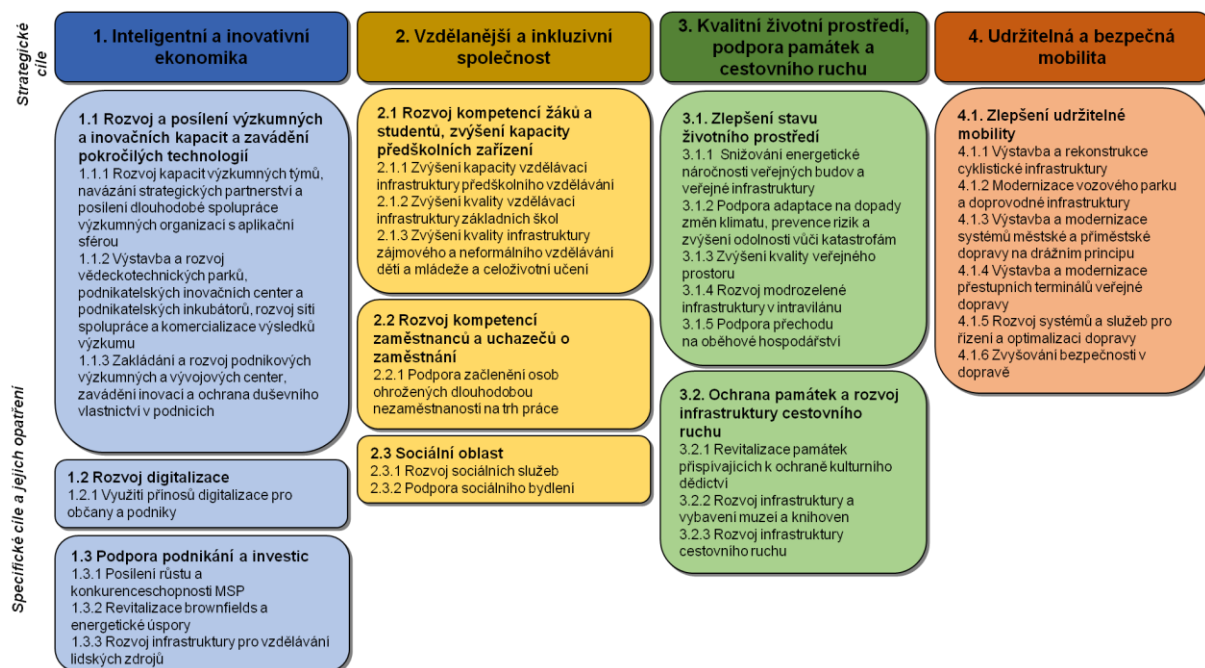 Strategické
cíle
1. Inteligentní a inovativní
ekonomika
2. Vzdělanější a inkluzivní
společnost
3. Kvalitní životní prostředí,
podpora památek a
cestovního ruchu
4. Udržitelná a bezpečná
mobilita
Specifické cíle a jejich opatření
1.1 Rozvoj a posílení výzkumných
a inovačních kapacit a zavádění
pokročilých technologií
1.1.1 Rozvoj kapacit výzkumných týmů,
navázání strategických partnerství a
posílení dlouhodobé spolupráce
výzkumných organizací s aplikační
sférou
1.1.2 Výstavba a rozvoj
vědeckotechnických parků,
podnikatelských inovačních center a
podnikatelských inkubátorů, rozvoj sítí
spolupráce a komercializace výsledků
výzkumu
1.1.3 Zakládání a rozvoj podnikových
výzkumných a vývojových center,
zavádění inovací a ochrana duševního
vlastnictví v podnicích
1.2 Rozvoj digitalizace
1.2.1 Využití přínosů digitalizace pro
občany a podniky
1.3 Podpora podnikání a investic
1.3.1 Posílení růstu a
konkurenceschopnosti MSP
1.3.2 Revitalizace brownfields a
energetické úspory
1.3.3 Rozvoj infrastruktury pro vzdělávání
lidských zdrojů
2.1 Rozvoj kompetencí žáků a
studentů, zvýšení kapacity
předškolních zařízení
2.1.1 Zvýšení kapacity vzdělávací
infrastruktury předškolního vzdělávání
2.1.2 Zvýšení kvality vzdělávací
infrastruktury základních škol
2.1.3 Zvýšení kvality infrastruktury
zájmového a neformálního vzdělávání
dětí a mládeže a celoživotní učení
2.2 Rozvoj kompetencí
zaměstnanců a uchazečů o
zaměstnání
2.2.1 Podpora začlenění osob
ohrožených dlouhodobou
nezaměstnaností na trh práce
2.3 Sociální oblast
2.3.1 Rozvoj sociálních služeb
2.3.2 Podpora sociálního bydlení
3.1. Zlepšení stavu
životního prostředí
3.1.1 Snižování energetické
náročnosti veřejných budov a
veřejné infrastruktury
3.1.2 Podpora adaptace na dopady
změn klimatu, prevence rizik a
zvýšení odolnosti vůči katastrofám
3.1.3 Zvýšení kvality veřejného
prostoru
3.1.4 Rozvoj modrozelené
infrastruktury v intravilánu
3.1.5 Podpora přechodu
na oběhové hospodářství
3.2. Ochrana památek a rozvoj
infrastruktury cestovního
ruchu
3.2.1 Revitalizace památek
přispívajících k ochraně kulturního
dědictví
3.2.2 Rozvoj infrastruktury a
vybavení muzeí a knihoven
3.2.3 Rozvoj infrastruktury
cestovního ruchu
4.1. Zlepšení udržitelné
mobility
4.1.1 Výstavba a rekonstrukce
cyklistické infrastruktury
4.1.2 Modernizace vozového parku
a doprovodné infrastruktury
4.1.3 Výstavba a modernizace
systémů městské a příměstské
dopravy na drážním principu
4.1.4 Výstavba a modernizace
přestupních terminálů veřejné
dopravy
4.1.5 Rozvoj systémů a služeb pro
řízení a optimalizaci dopravy
4.1.6 Zvyšování bezpečnosti v
dopravě